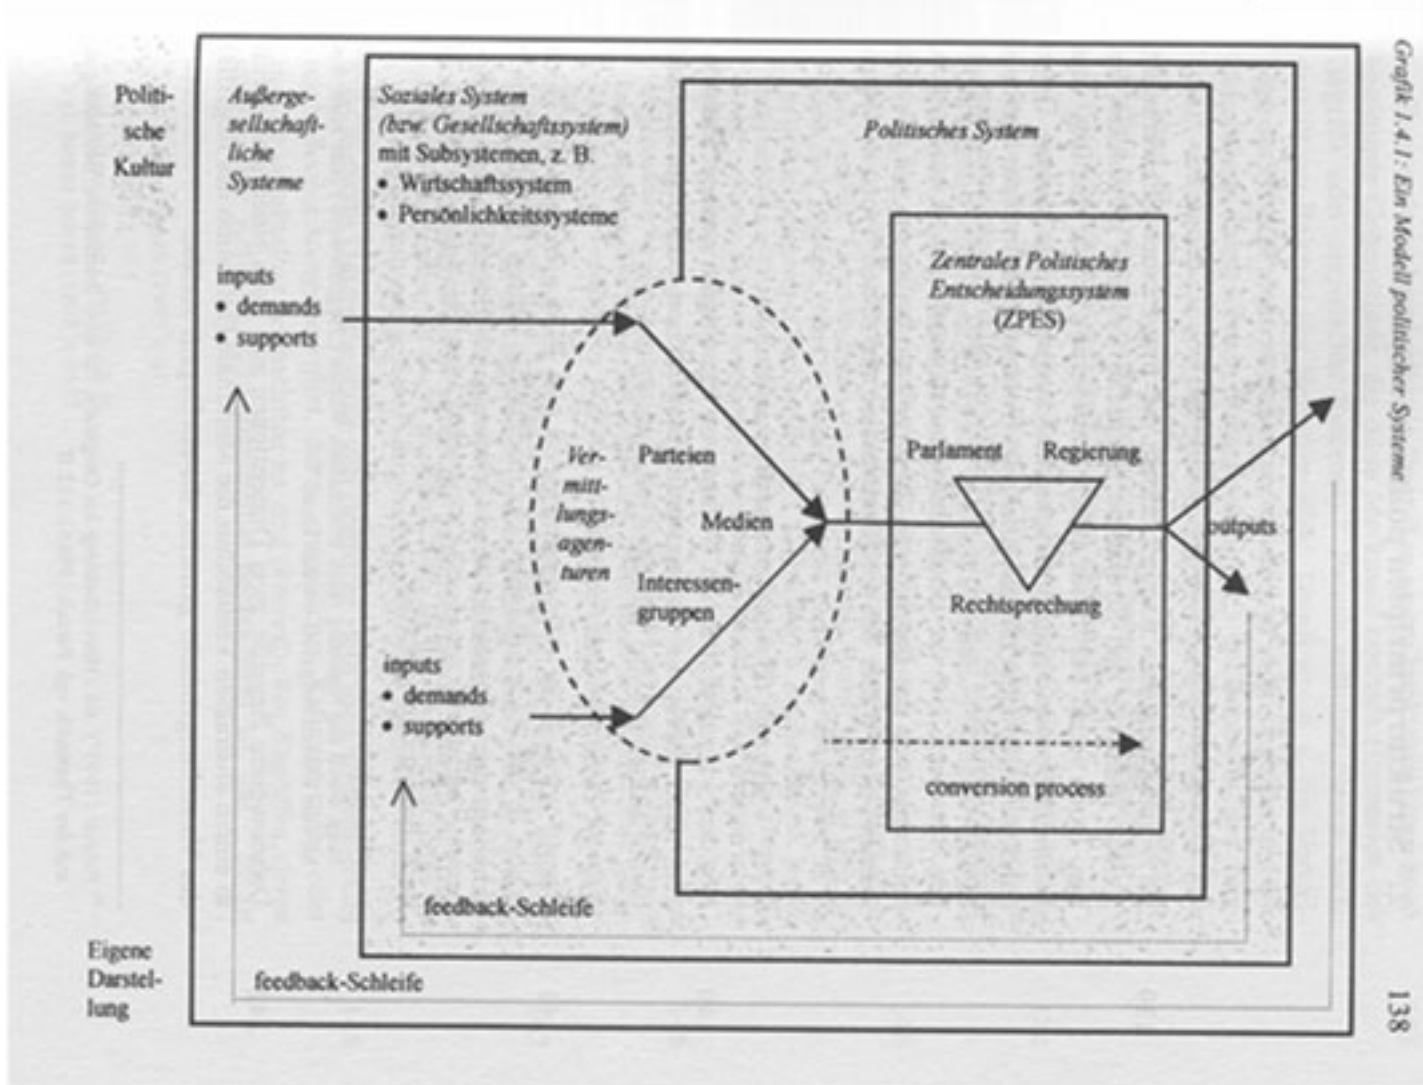 Grafik 1.4.1: Ein Modell politischer Systeme
Politi-
sche
Kultur
Außerge-
sellschaft-
liche
Systeme
Soziales System
(bzw. Gesellschaftssystem)
mit Subsystemen, z. B.
• Wirtschaftssystem
• Persönlichkeitssysteme
Politisches System
Zentrales Politisches
Entscheidungssystem
(ZPES)
inputs
• demands
• supports
Ver-
mitt-
lungs-
agen-
turen
Parteien
Medien
Interessen-
gruppen
Parlament
Regierung
Rechtsprechung
outputs
inputs
• demands
• supports
conversion process
feedback-Schleife
feedback-Schleife
Eigene
Darstel-
lung
138